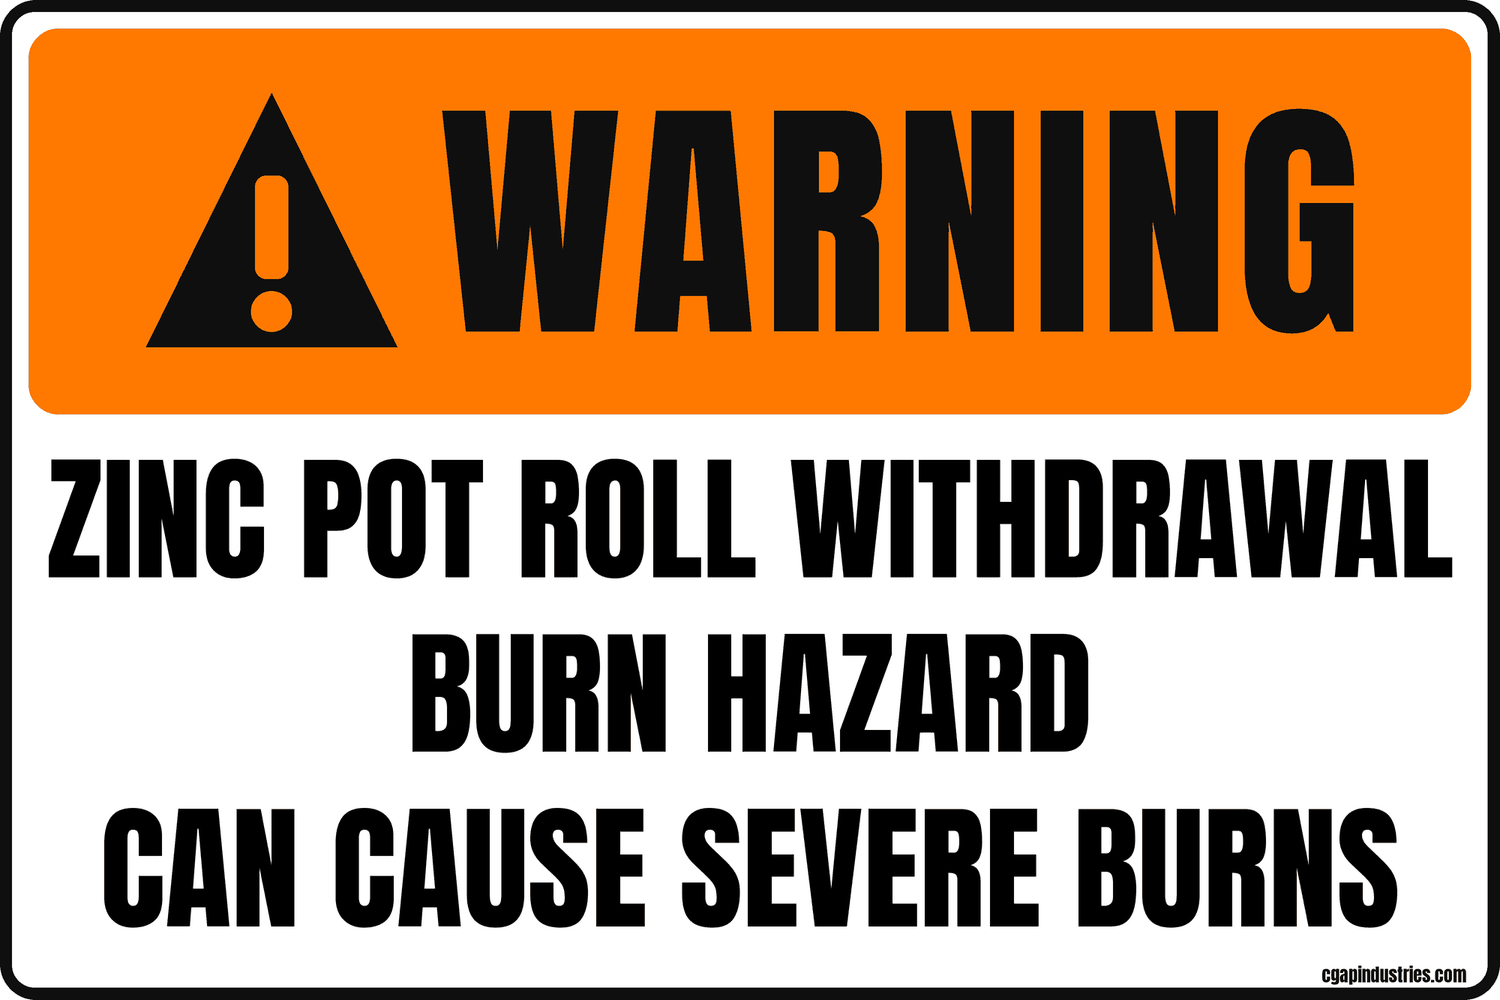 WARNING
ZINC POT ROLL WITHDRAWAL
BURN HAZARD
CAN CAUSE SEVERE BURNS
cgapindustries.com